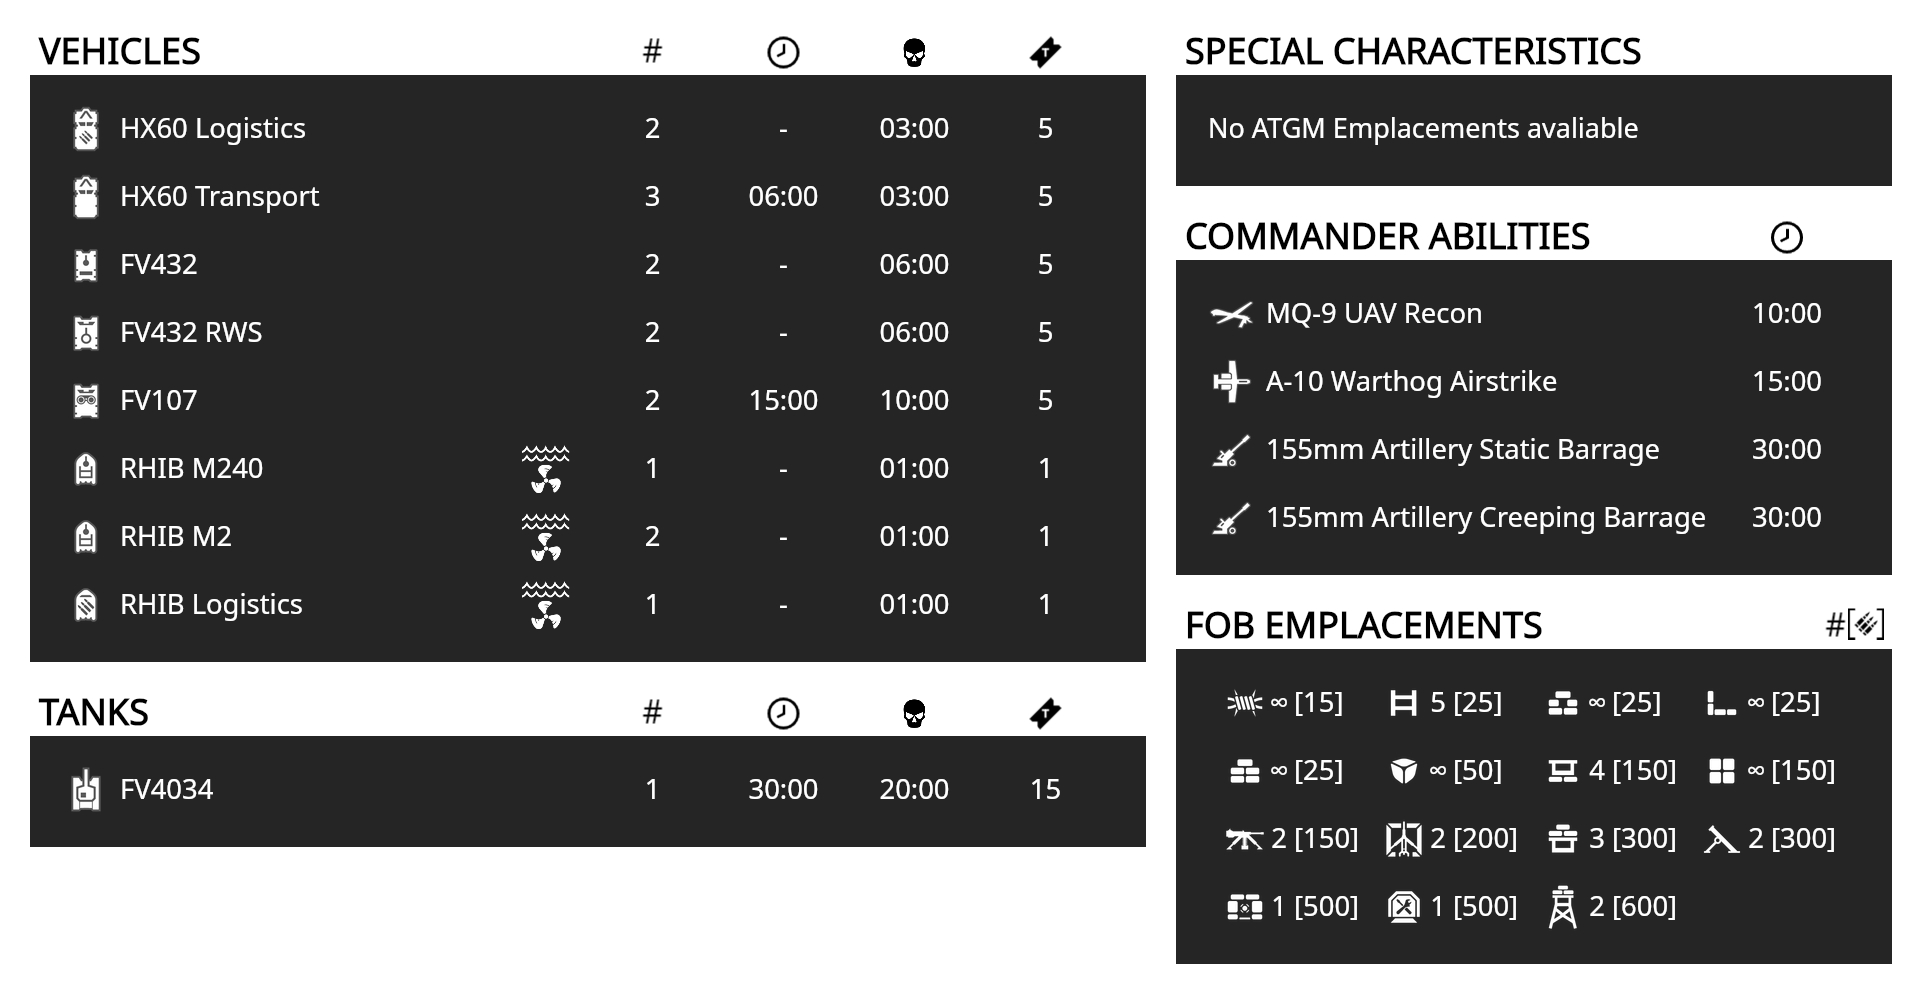 VEHICLES #
HX60 Logistics 2 - 03:00 5
HX60 Transport 3 06:00 03:00 5
FV432 2 - 06:00 5
FV432 RWS 2 - 06:00 5
FV107 2 15:00 10:00 5
RHIB M240 1 - 01:00 1
RHIB M2 2 - 01:00 1
RHIB Logistics 1 - 01:00 1
TANKS #
FV4034 1 30:00 20:00 15
SPECIAL CHARACTERISTICS
No ATGM Emplacements avaliable
COMMANDER ABILITIES
MQ-9 UAV Recon 10:00
A-10 Warthog Airstrike 15:00
155mm Artillery Static Barrage 30:00
155mm Artillery Creeping Barrage 30:00
FOB EMPLACEMENTS #[]
∞ [15] 5 [25] ∞ [25] ∞ [25]
∞ [25] ∞ [50] 4 [150] ∞ [150]
2 [150] 2 [200] 3 [300] 2 [300]
1 [500] 1 [500] 2 [600]